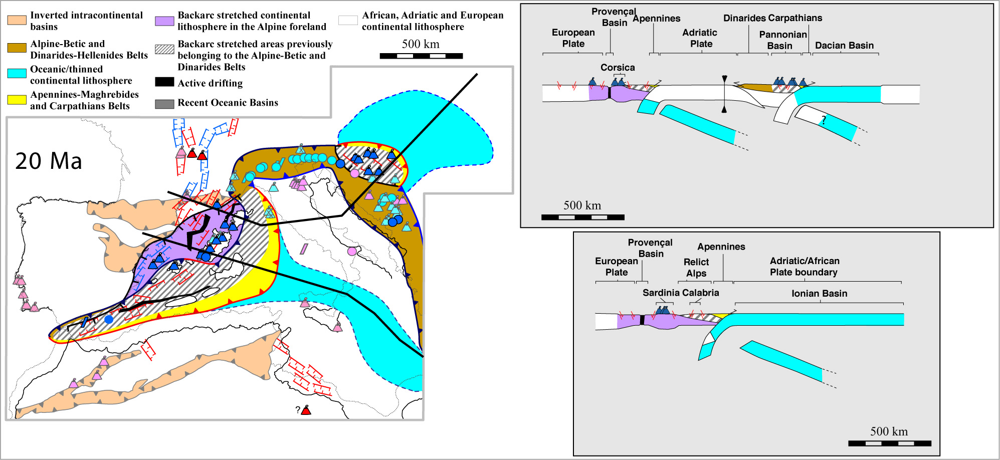 Inverted intracontinental
basins
Alpine-Betic and
Dinarides-Hellenides Belts
Oceanic/thinned
continental lithosphere
Apennines-Maghrebides
and Carpathians Belts
Backarc stretched continental
lithosphere in the Alpine foreland
Backarc stretched areas previously
belonging to the Alpine-Betic and
Dinarides Belts
Active drifting
Recent Oceanic Basins
African, Adriatic and European
continental lithosphere
500 km
20 Ma
?
Provençal
Basin
Apennines
Dinarides
Carpathians
European
Plate
Adriatic
Plate
Pannonian
Basin
Dacian Basin
Corsica
?
500 km
Provençal
Basin
Apennines
European
Plate
Relict
Alps
Adriatic/African
Plate boundary
Sardinia
Calabria
Ionian Basin
500 km